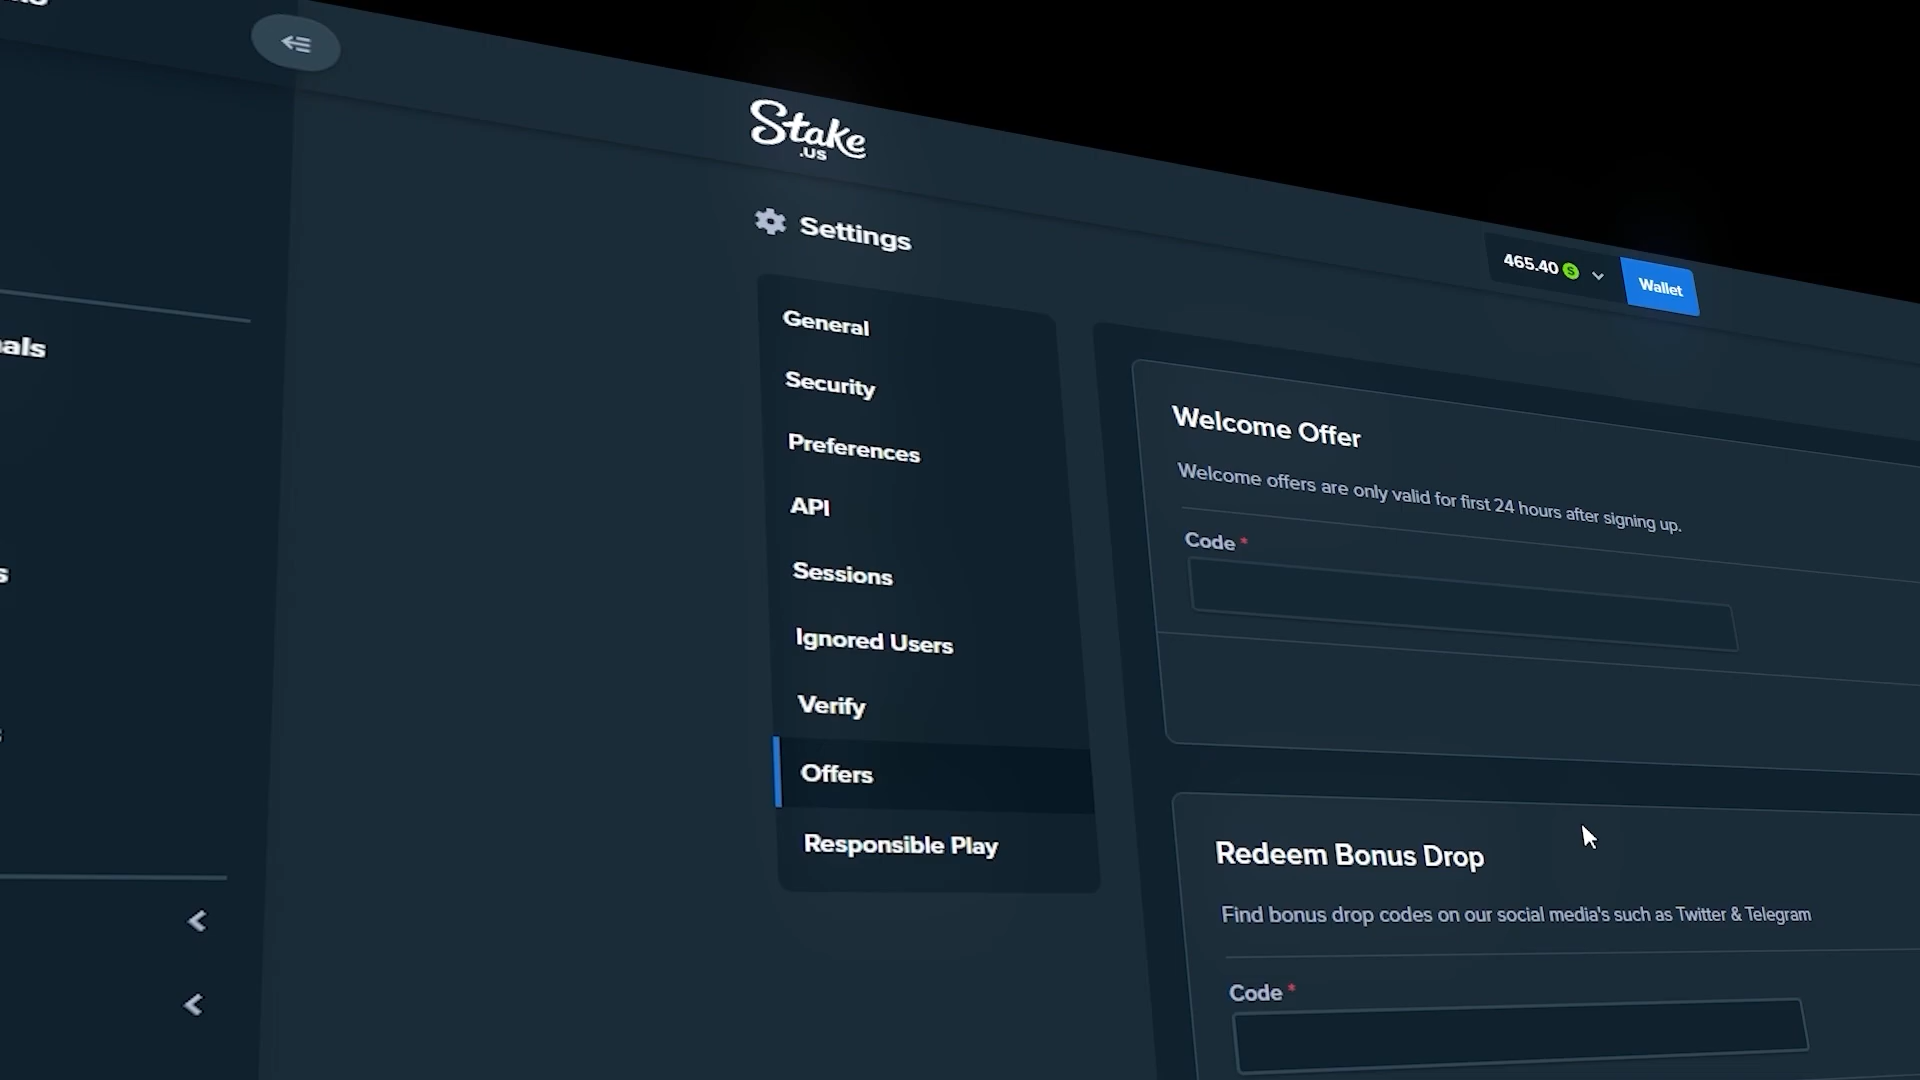 Stake
.US
Settings
465.40
Wallet
General
Security
Preferences
API
Sessions
Ignored Users
Verify
Offers
Responsible Play
Welcome Offer
Welcome offers are only valid for first 24 hours after signing up.
Code *
Redeem Bonus Drop
Find bonus drop codes on our social media's such as Twitter & Telegram
Code *